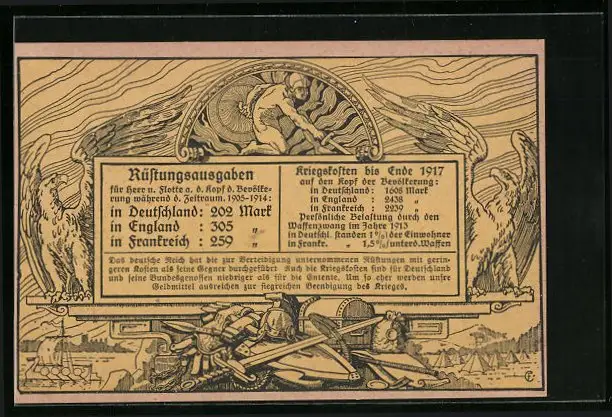 Rüstungsausgaben
für Heer u. Flotte a. d. Kopf d. Bevölke-
rung während d. Zeitraum. 1905-1914:
in Deutschland: 202 Mark
in England : 305 "
in Frankreich : 259 "
Kriegskosten bis Ende 1917
auf den Kopf der Bevölkerung:
in Deutschland: 1608 Mark
in England : 2438 "
in Frankreich : 2239 "
Persönliche Belastung durch den
Waffenzwang im Jahre 1913
in Deutschl. standen 1% der Einwohner
in Frankr. " 1,5% unter d. Waffen
Das deutsche Reich hat die zur Verteidigung unternommenen Rüstungen mit gerin-
geren Kosten als seine Gegner durchgeführt. Auch die Kriegskosten sind für Deutschland
und seine Bundesgenossen niedriger als für die Entente. Um so eher werden unsere
Geldmittel ausreichen zur siegreichen Beendigung des Krieges.